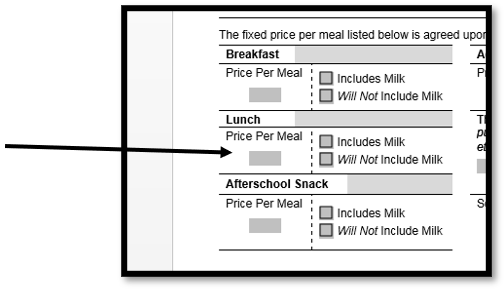 The fixed price per meal listed below is agreed upon
Breakfast
Price Per Meal
Includes Milk
Will Not Include Milk
Lunch
Price Per Meal
Includes Milk
Will Not Include Milk
Afterschool Snack
Price Per Meal
Includes Milk
Will Not Include Milk